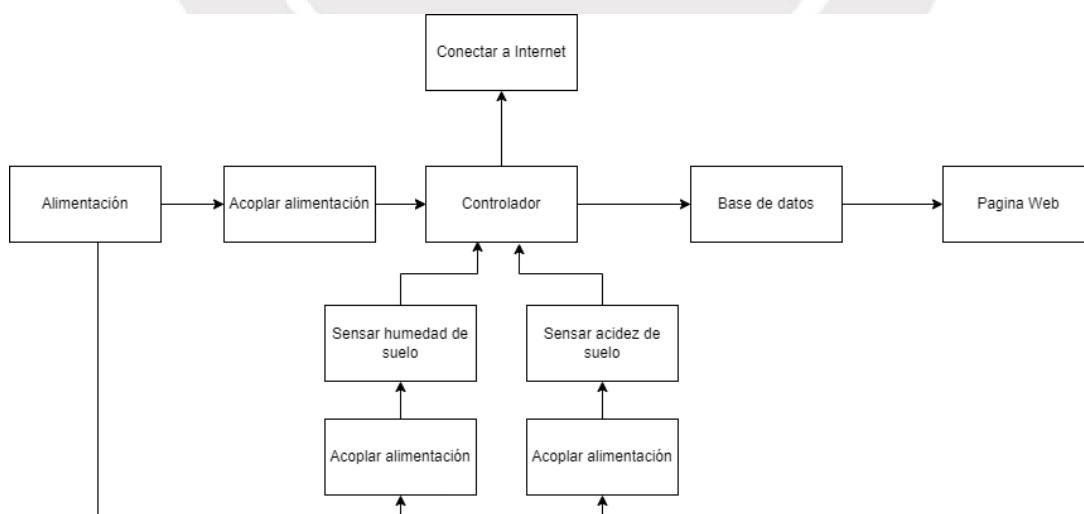 Conectar a Internet
Alimentación
Acoplar alimentación
Controlador
Base de datos
Pagina Web
Sensar humedad de
suelo
Sensar acidez de
suelo
Acoplar alimentación
Acoplar alimentación